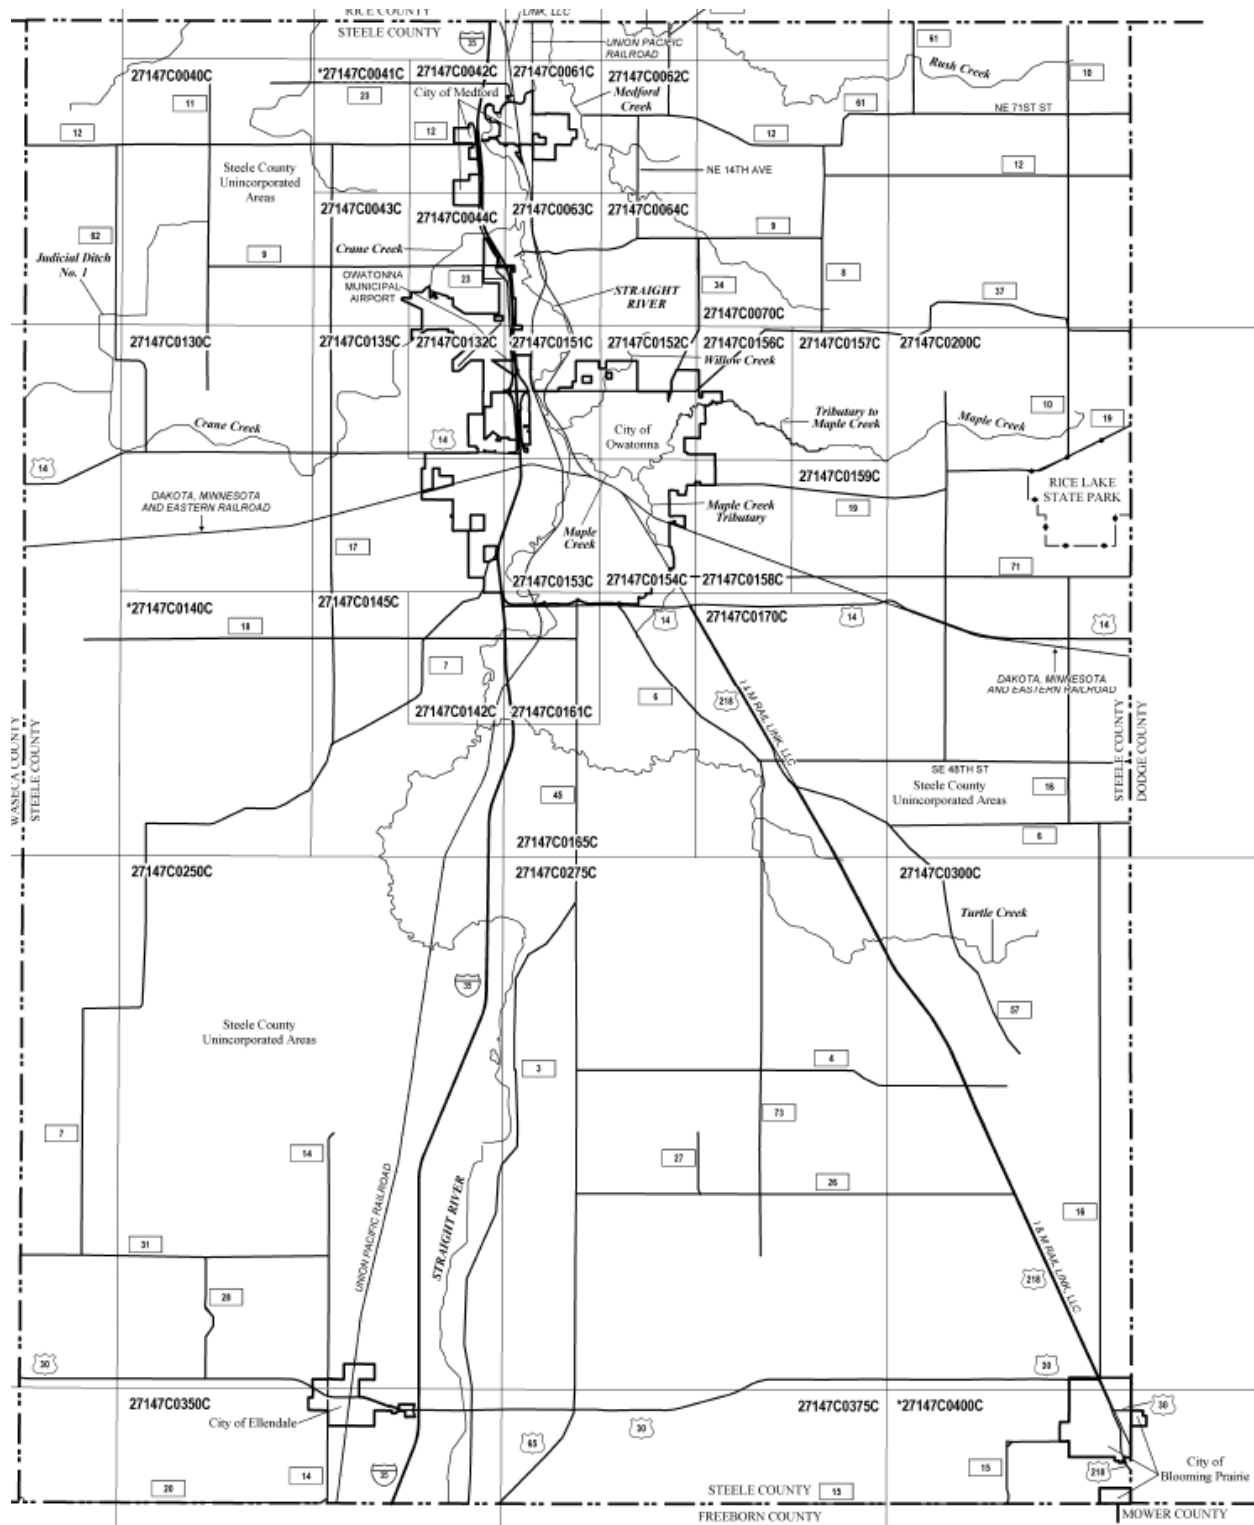 RICE COUNTY
STEELE COUNTY
LINK, LLC
35
UNION PACIFIC
RAILROAD
61
Rush Creek
10
27147C0040C
*27147C0041C
27147C0042C
27147C0061C
27147C0062C
City of Medford
Medford
Creek
11
23
61
NE 71ST ST
12
12
12
12
NE 14TH AVE
Steele County
Unincorporated
Areas
27147C0043C
27147C0044C
27147C0063C
27147C0064C
62
9
9
Judicial Ditch
No. 1
Crane Creek
OWATONNA
MUNICIPAL
AIRPORT
23
STRAIGHT
RIVER
34
8
37
27147C0070C
27147C0130C
27147C0135C
27147C0132C
27147C0151C
27147C0152C
27147C0156C
27147C0157C
27147C0200C
Willow Creek
Crane Creek
14
City of
Owatonna
Tributary to
Maple Creek
Maple Creek
10
19
14
27147C0159C
RICE LAKE
STATE PARK
DAKOTA, MINNESOTA
AND EASTERN RAILROAD
Maple Creek
Tributary
19
17
Maple
Creek
71
27147C0153C
27147C0154C
27147C0158C
*27147C0140C
27147C0145C
27147C0170C
18
14
14
14
7
6
218
I & M RAIL LINK, LLC
DAKOTA, MINNESOTA
AND EASTERN RAILROAD
27147C0142C
27147C0161C
WASECA COUNTY
STEELE COUNTY
STEELE COUNTY
DODGE COUNTY
SE 48TH ST
Steele County
Unincorporated Areas
16
45
6
27147C0165C
27147C0250C
27147C0275C
27147C0300C
Turtle Creek
35
57
Steele County
Unincorporated Areas
3
4
7
73
14
27
26
UNION PACIFIC RAILROAD
STRAIGHT RIVER
16
31
I & M RAIL LINK, LLC
218
28
30
30
27147C0350C
27147C0375C
*27147C0400C
30
City of Ellendale
30
65
City of
Blooming Prairie
14
35
15
218
20
STEELE COUNTY
15
FREEBORN COUNTY
MOWER COUNTY